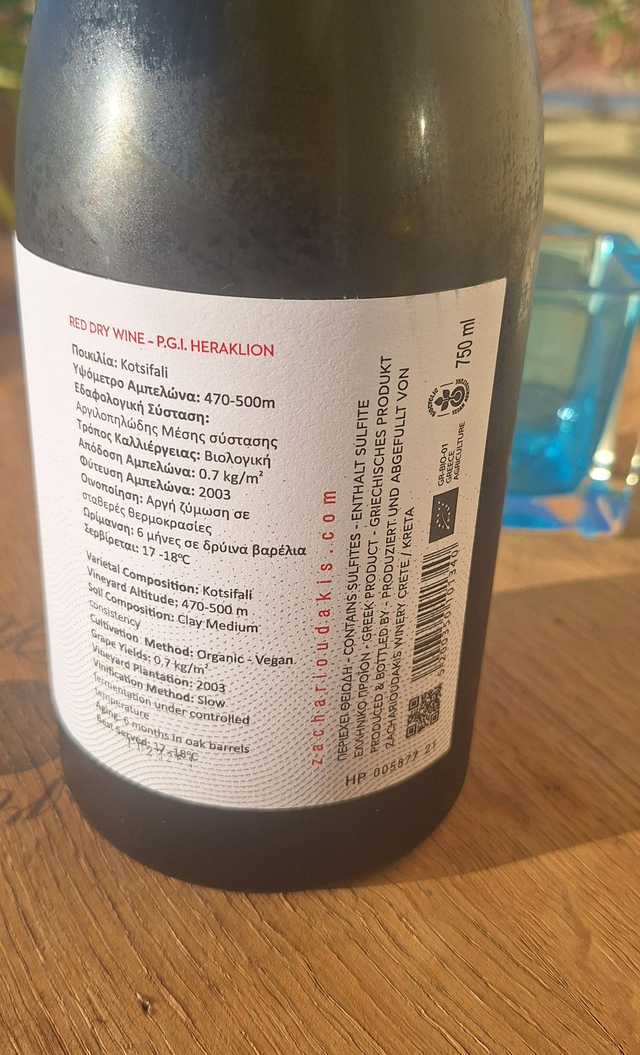 RED DRY WINE - P.G.I. HERAKLION
Ποικιλία: Kotsifali
Υψόμετρο Αμπελώνα: 470-500m
Εδαφολογική Σύσταση:
Αργιλοπηλώδης Μέσης σύστασης
Τρόπος Καλλιέργειας: Βιολογική
Απόδοση Αμπελώνα: 0.7 kg/m²
Φύτευση Αμπελώνα: 2003
Οινοποίηση: Αργή ζύμωση σε
σταθερές θερμοκρασίες
Ωρίμανση: 6 μήνες σε δρύινα βαρέλια
Σερβίρεται: 17 -18°C
Varietal Composition: Kotsifali
Vineyard Altitude: 470-500 m
Soil Composition: Clay Medium
consistency
Cultivation Method: Organic - Vegan
Grape Yields: 0.7 kg/m²
Vineyard Plantation: 2003
Vinification Method: Slow
fermentation under controlled
temperature
Aging: 6 months in oak barrels
Best Served: 17 -18°C
zacharioudakis.com
ΠΕΡΙΕΧΕΙ ΘΕΙΩΔΗ - CONTAINS SULFITES - ENTHALT SULFITE
ΕΛΛΗΝΙΚΟ ΠΡΟΪΟΝ - GREEK PRODUCT - GRIECHISCHES PRODUKT
PRODUCED & BOTTLED BY - PRODUZIERT UND ABGEFULLT VON
ZACHARIOUDAKIS WINERY CRETE / KRETA
GR-BIO-01
GREECE
AGRICULTURE
750 ml
HP 005877 21